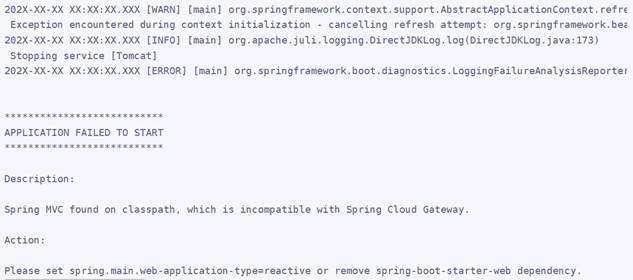 202X-XX-XX XX:XX:XX.XXX [WARN] [main] org.springframework.context.support.AbstractApplicationContext.refre
Exception encountered during context initialization - cancelling refresh attempt: org.springframework.bea
202X-XX-XX XX:XX:XX.XXX [INFO] [main] org.apache.juli.logging.DirectJDKLog.log(DirectJDKLog.java:173)
Stopping service [Tomcat]
202X-XX-XX XX:XX:XX.XXX [ERROR] [main] org.springframework.boot.diagnostics.LoggingFailureAnalysisReporter
***************************
APPLICATION FAILED TO START
***************************
Description:
Spring MVC found on classpath, which is incompatible with Spring Cloud Gateway.
Action:
Please set spring.main.web-application-type=reactive or remove spring-boot-starter-web dependency.